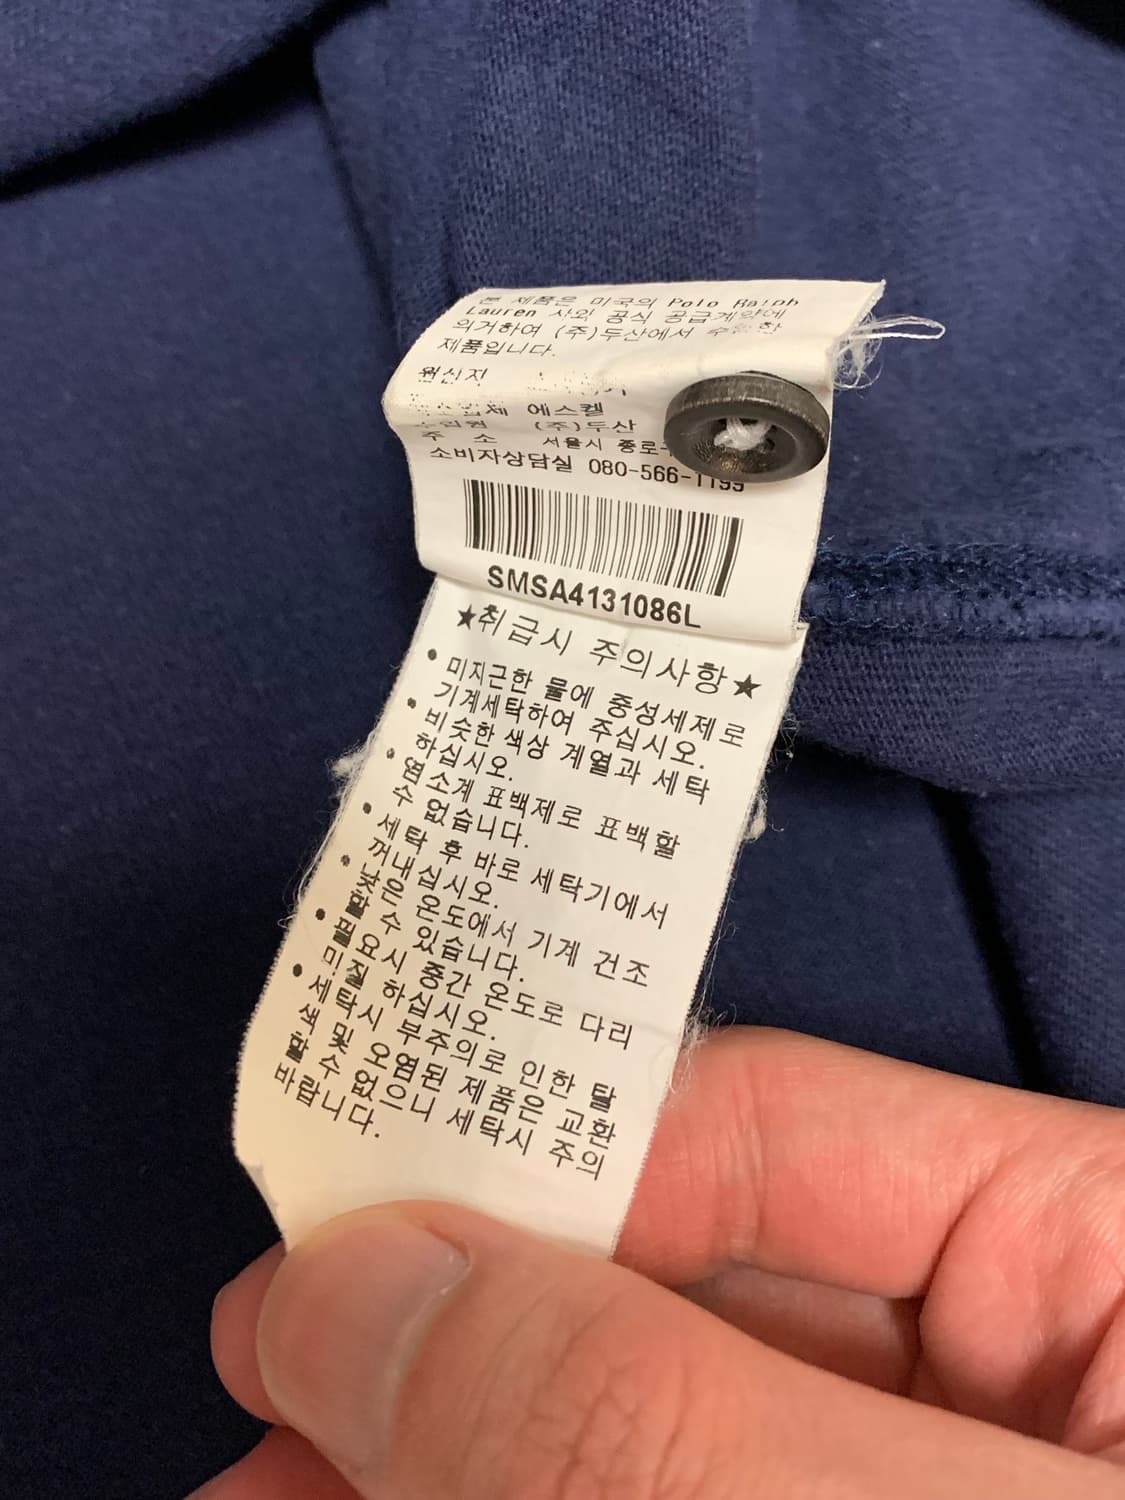 본 제품은 미국의 Polo Ralph
Lauren 사와 공식 공급계약에
의거하여 (주)두산에서 수입한
제품입니다.
원산지
에스켈
(주)두산
주 소 서울시 종로구
소비자상담실 080-566-1199
SMSA4131086L
★취급시 주의사항★
• 미지근한 물에 중성세제로
기계세탁하여 주십시오.
• 비슷한 색상 계열과 세탁
하십시오.
• 염소계 표백제로 표백할
수 없습니다.
• 세탁 후 바로 세탁기에서
꺼내십시오.
• 낮은 온도에서 기계 건조
할 수 있습니다.
• 필요시 중간 온도로 다리
미질 하십시오.
• 세탁시 부주의로 인한 탈
색 및 오염된 제품은 교환
할 수 없으니 세탁시 주의
바랍니다.